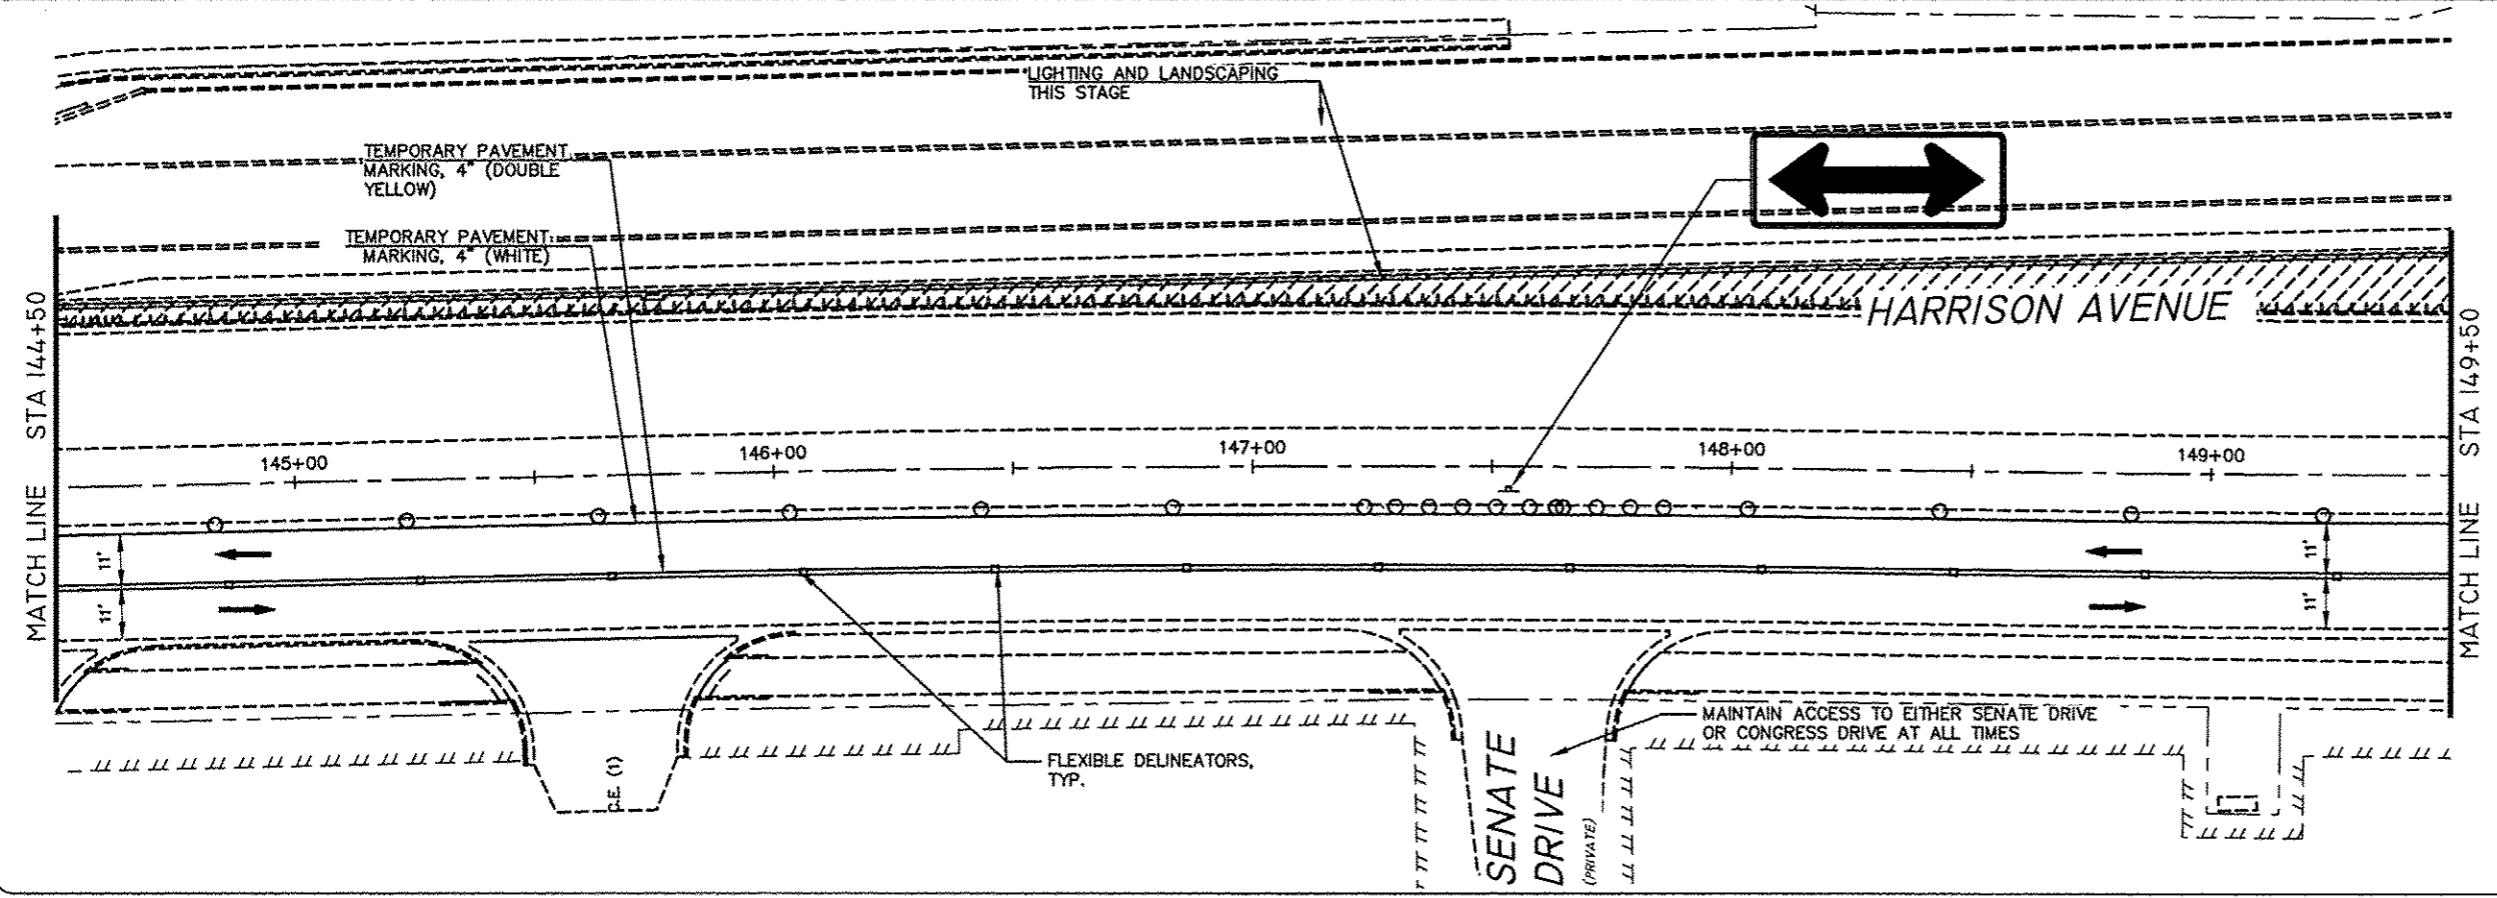 LIGHTING AND LANDSCAPING
THIS STAGE
TEMPORARY PAVEMENT
MARKING, 4" (DOUBLE
YELLOW)
TEMPORARY PAVEMENT
MARKING, 4" (WHITE)
HARRISON AVENUE
MATCH LINE STA 144+50
MATCH LINE STA 149+50
145+00
146+00
147+00
148+00
149+00
11'
11'
11'
11'
C.E. (1)
FLEXIBLE DELINEATORS,
TYP.
MAINTAIN ACCESS TO EITHER SENATE DRIVE
OR CONGRESS DRIVE AT ALL TIMES
SENATE
DRIVE
(PRIVATE)